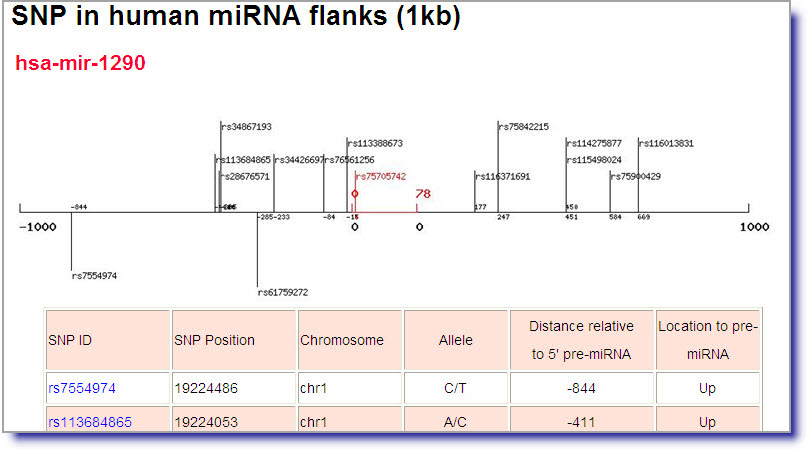 SNP in human miRNA flanks (1kb)
hsa-mir-1290
rs34867193 rs75842215
rs113388673 rs114275877 rs116013831
rs113684865 rs34426697 rs76561256 rs115498024
rs28676571 rs75705742 rs116371691 rs75900429
0 78
-844 177 450
-285 -233 -84 247 451 584 669
-1000 0 0 1000
rs7554974
rs61759272
SNP ID SNP Position Chromosome Allele Distance relative to 5' pre-miRNA Location to pre-miRNA
rs7554974 19224486 chr1 C/T -844 Up
rs113684865 19224053 chr1 A/C -411 Up